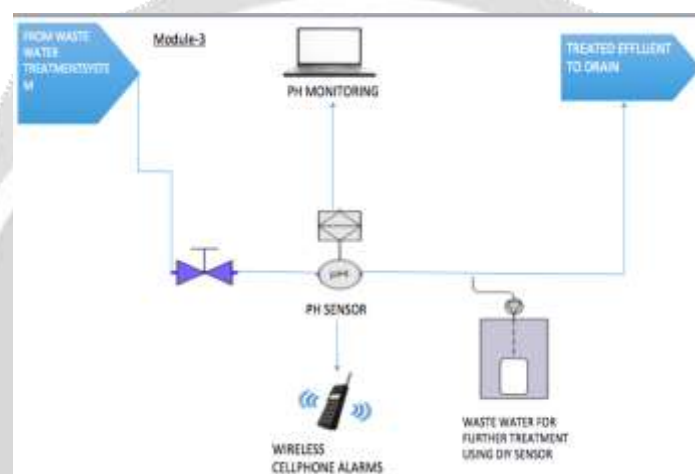 FROM WASTE
WATER
TREATMENTSYSTE
M
Module-3
PH MONITORING
TREATED EFFLUENT
TO DRAIN
pH
PH SENSOR
WIRELESS
CELLPHONE ALARMS
WASTE WATER FOR
FURTHER TREATMENT
USING DIY SENSOR